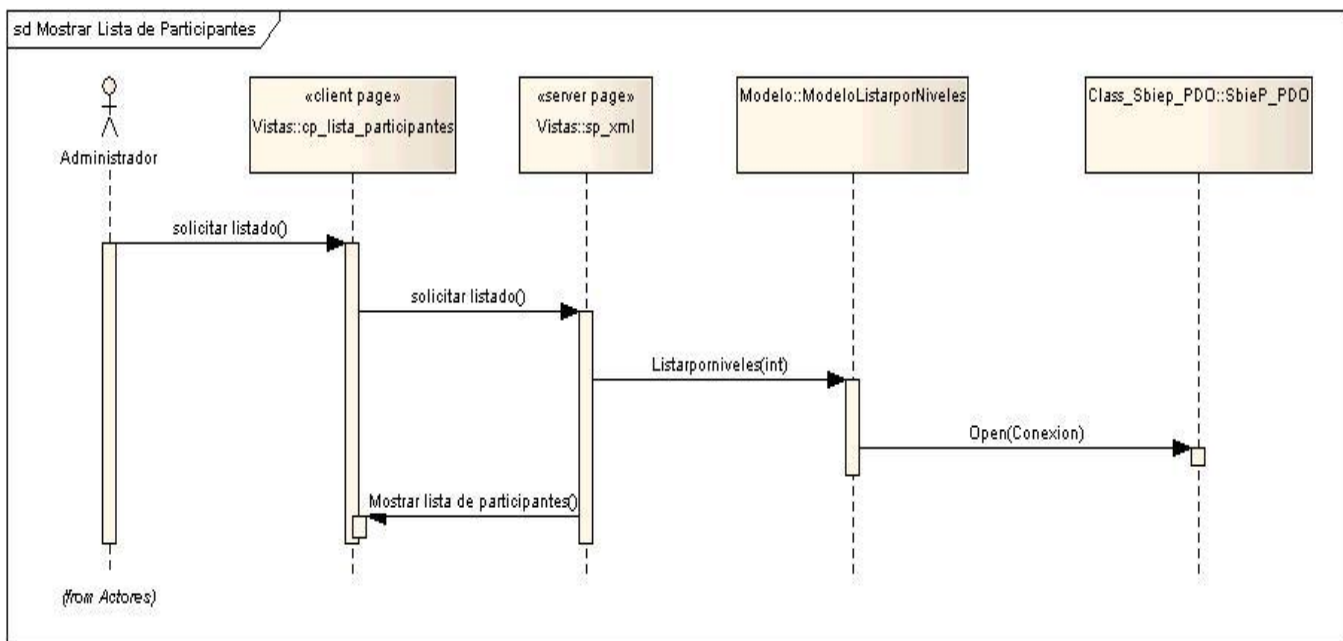 sd Mostrar Lista de Participantes
Administrador
«client page»
Vistas::cp_lista_participantes
«server page»
Vistas::sp_xml
Modelo::ModeloListarporNiveles
Class_Sbiep_PDO::SbieP_PDO
solicitar listado()
solicitar listado()
Listarporniveles(int)
Open(Conexion)
Mostrar lista de participantes()
(from Actores)